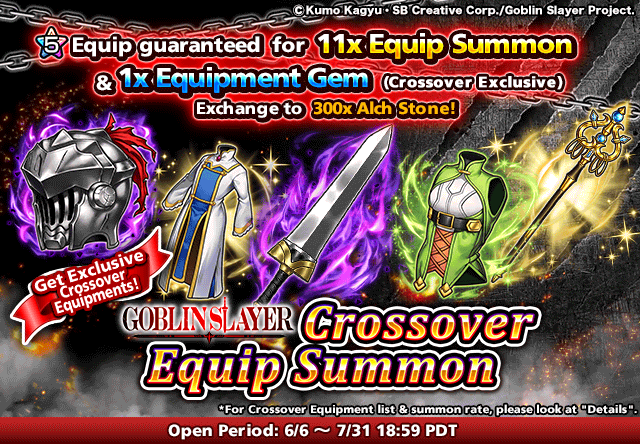 ©Kumo Kagyu・SB Creative Corp./Goblin Slayer Project.
5 Equip guaranteed for 11x Equip Summon
& 1x Equipment Gem (Crossover Exclusive)
Exchange to 300x Alch Stone!
Get Exclusive
Crossover
Equipments!
GOBLIN SLAYER Crossover
Equip Summon
*For Crossover Equipment list & summon rate, please look at "Details".
Open Period: 6/6 ～ 7/31 18:59 PDT